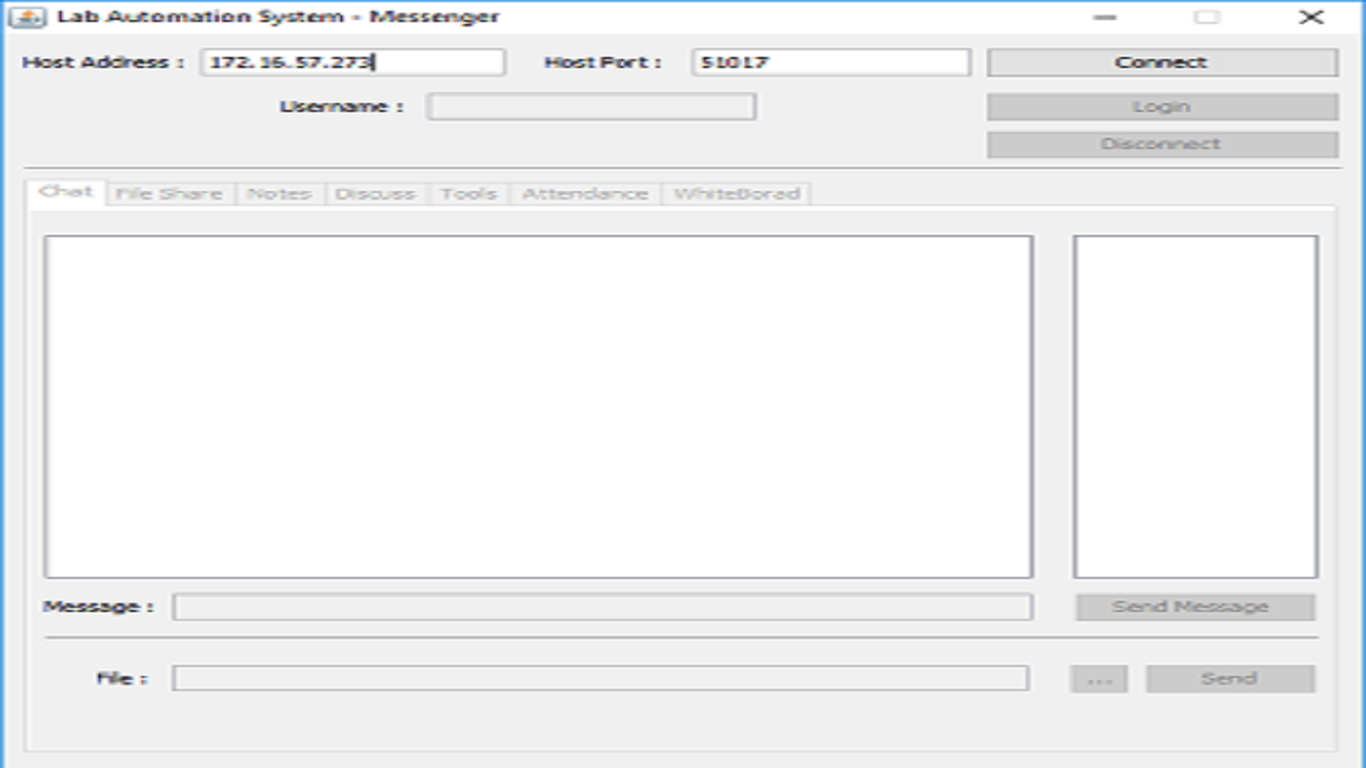 Lab Automation System - Messenger
Host Address : 172.16.57.273 Host Port : 51017 Connect
Username : Login
Disconnect
Chat File Share Notes Discuss Tools Attendance WhiteBorad
Message : Send Message
File : ... Send